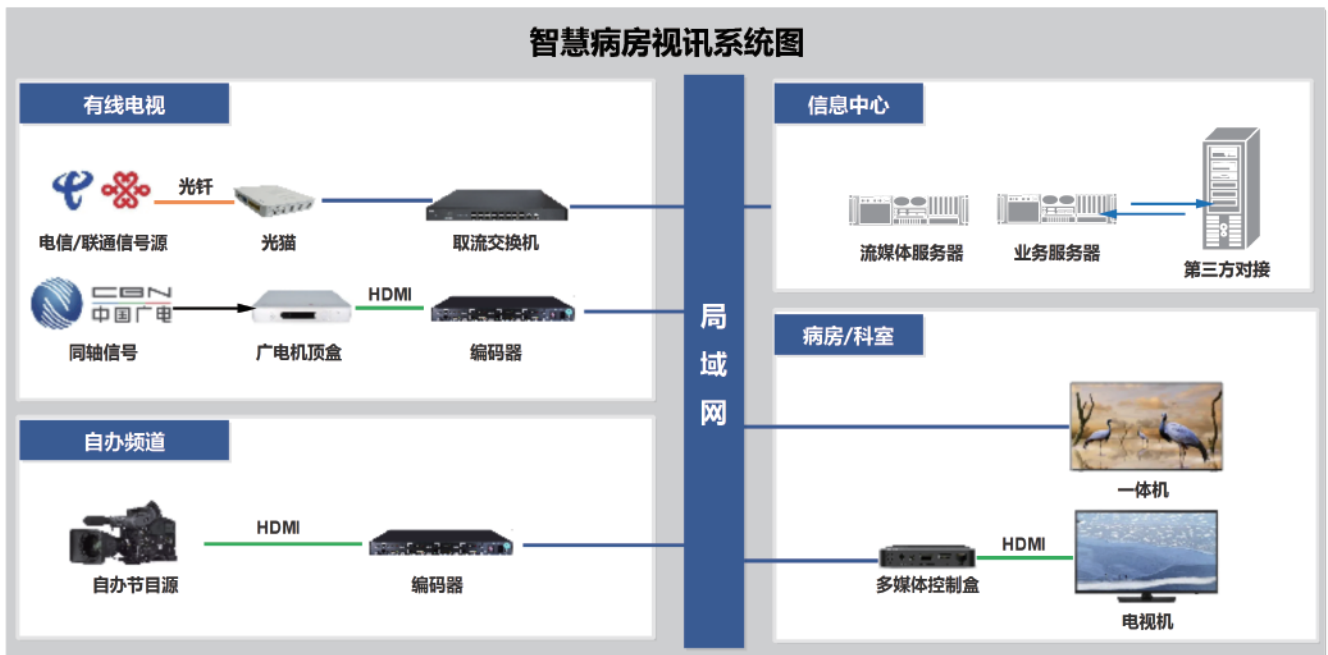 智慧病房视讯系统图
有线电视
光钎
电信/联通信号源
光猫
取流交换机
CBN
中国广电
HDMI
同轴信号
广电机顶盒
编码器
自办频道
HDMI
自办节目源
编码器
局
域
网
信息中心
流媒体服务器
业务服务器
第三方对接
病房/科室
一体机
HDMI
多媒体控制盒
电视机